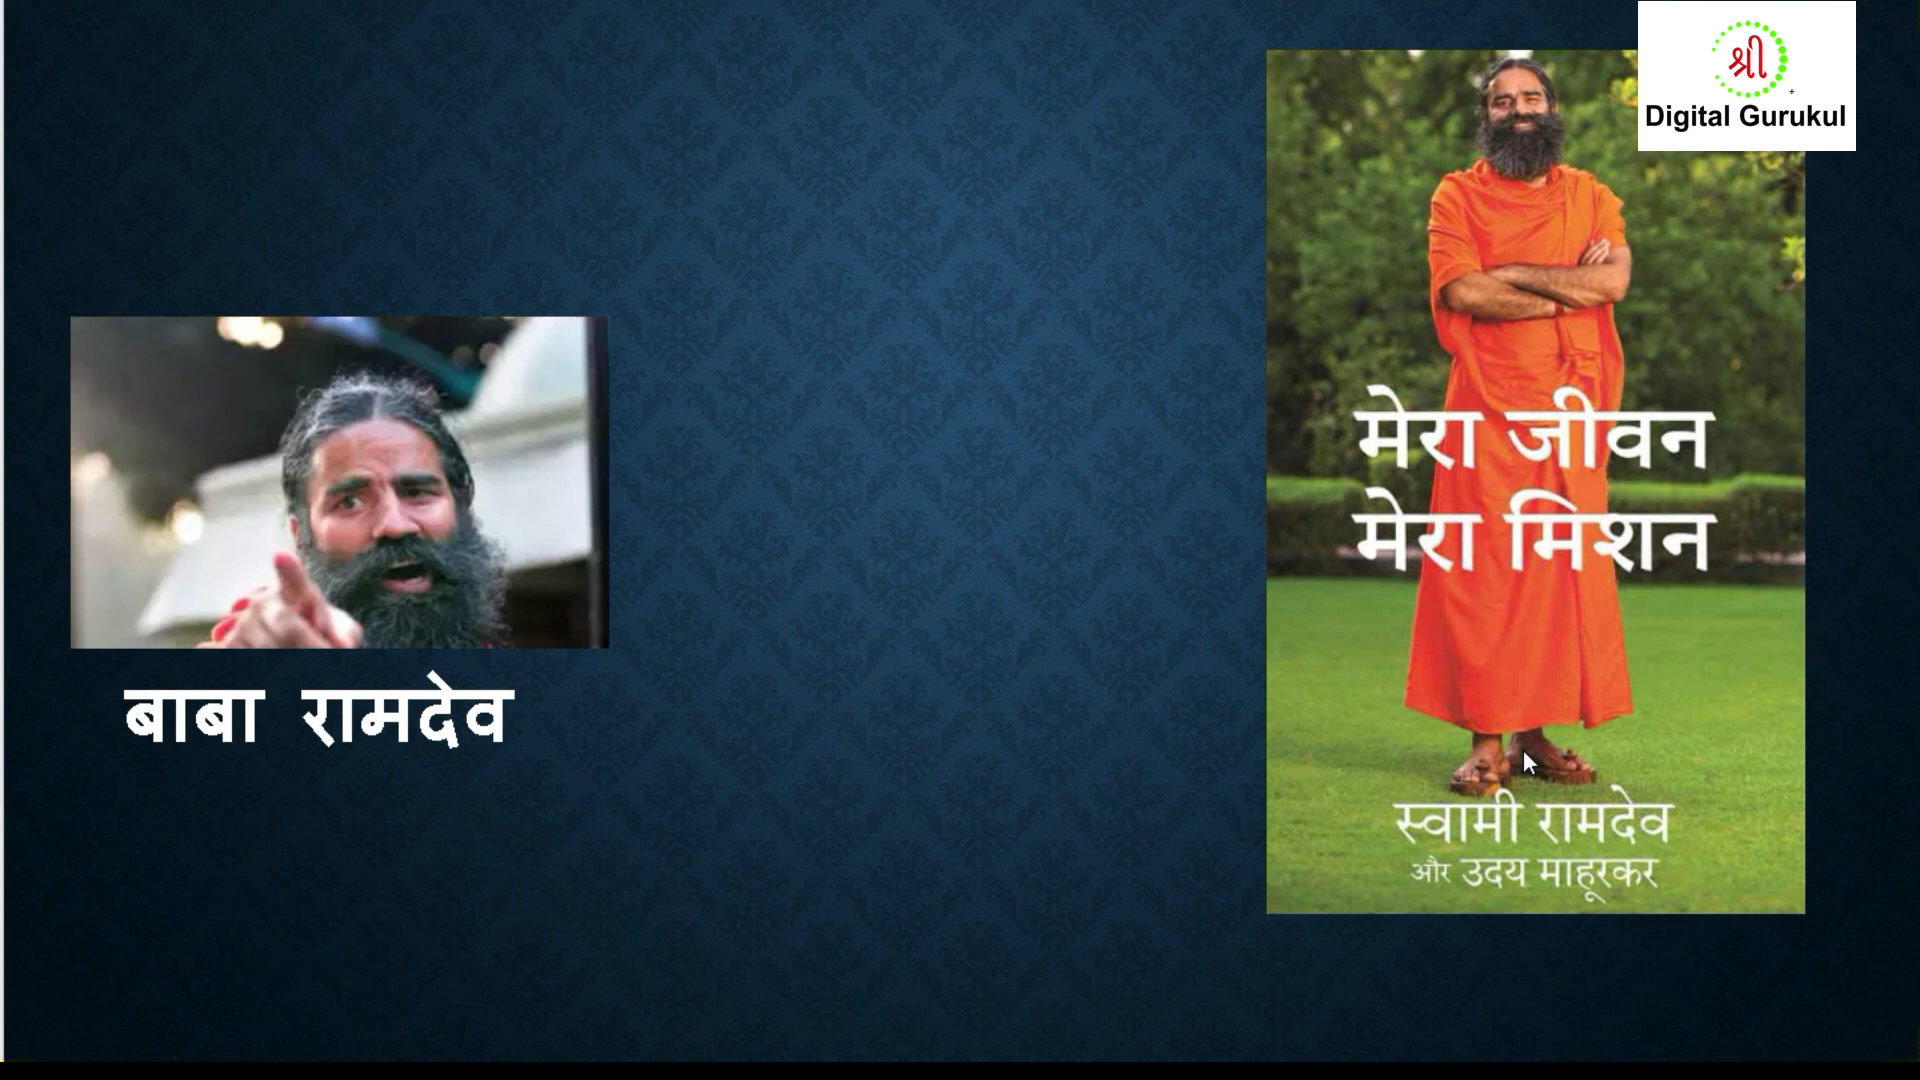 श्री
Digital Gurukul
बाबा रामदेव
मेरा जीवन
मेरा मिशन
स्वामी रामदेव
और उदय माहूरकर